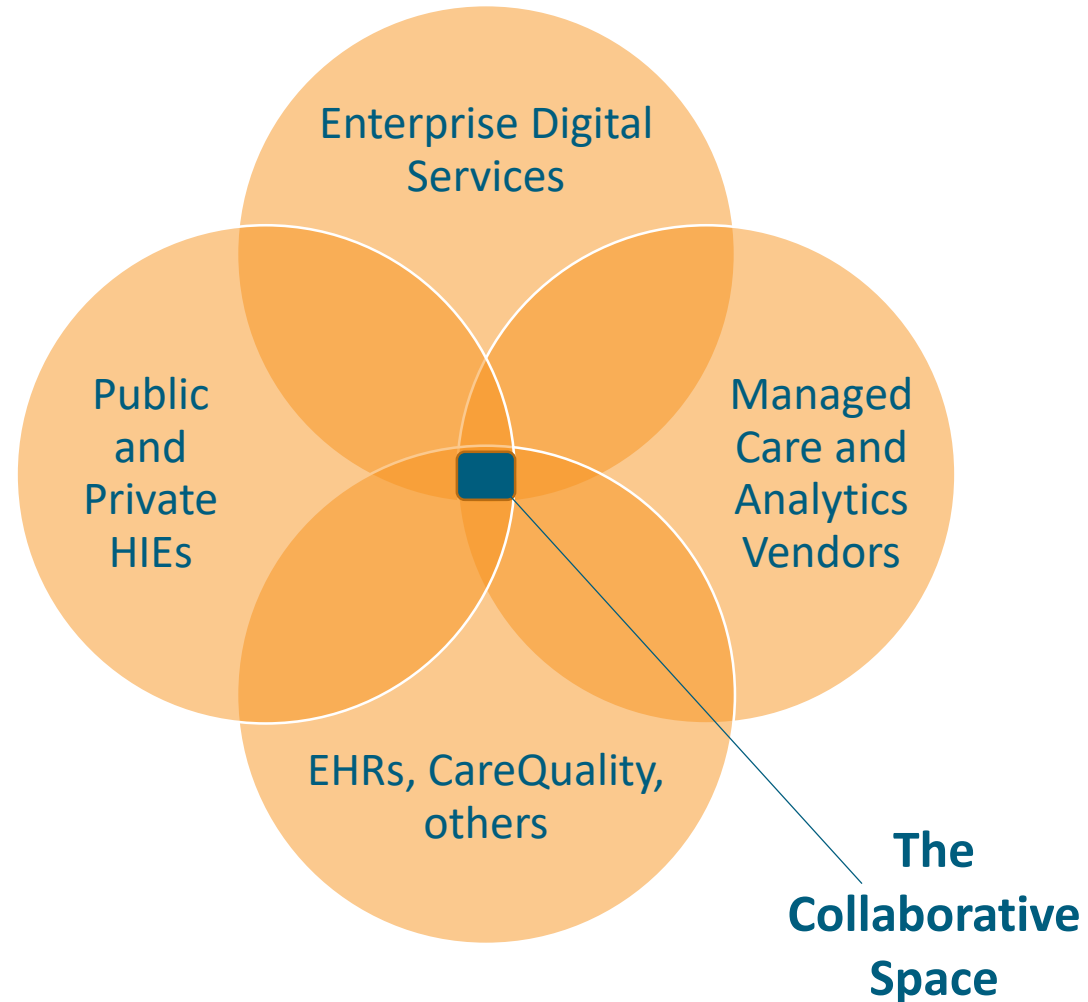 Enterprise Digital
Services
Public
and
Private
HIEs
Managed
Care and
Analytics
Vendors
EHRs, CareQuality,
others
The
Collaborative
Space